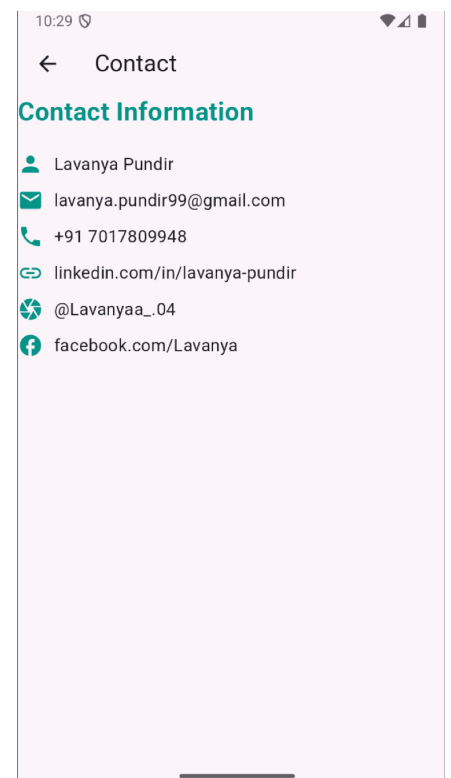 10:29
Contact
Contact Information
Lavanya Pundir
lavanya.pundir99@gmail.com
+91 7017809948
linkedin.com/in/lavanya-pundir
@Lavanyaa_.04
facebook.com/Lavanya